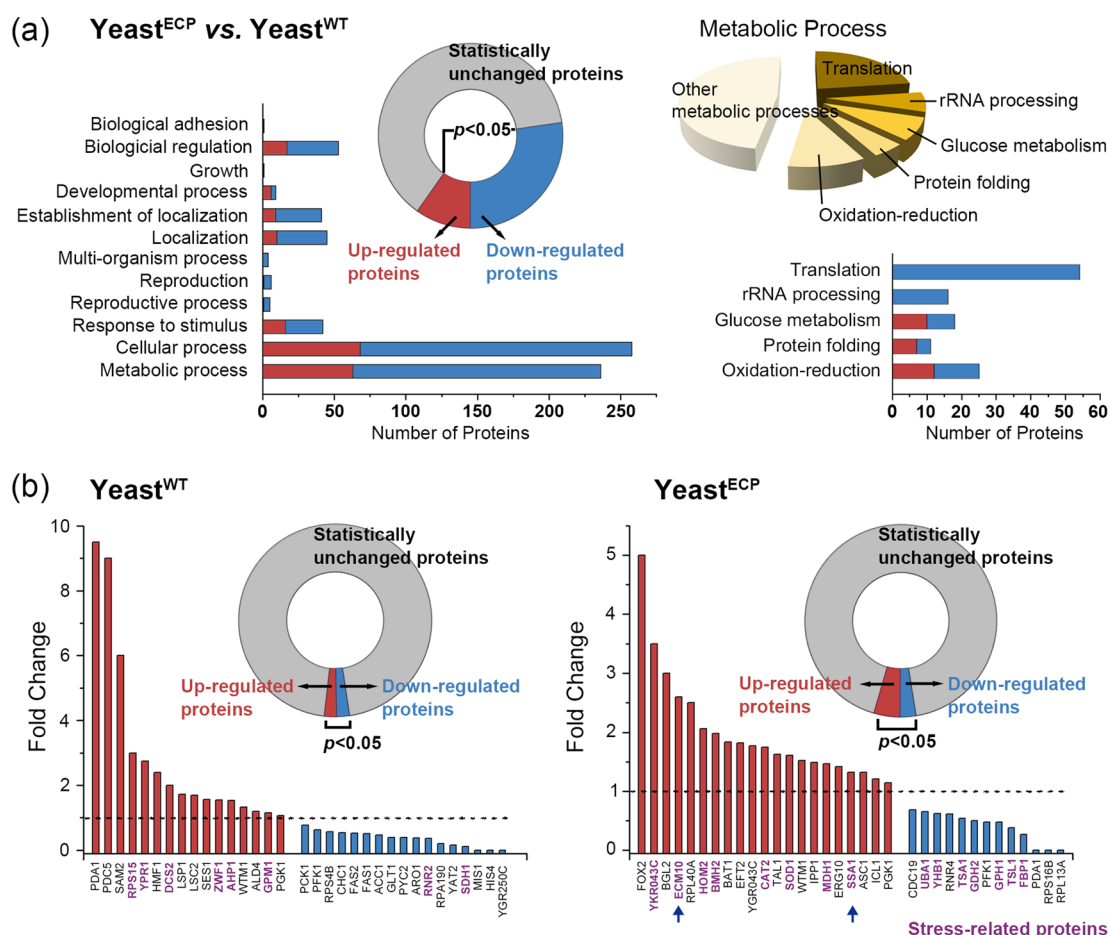 (a)
Yeast^ECP vs. Yeast^WT
Statistically
unchanged proteins
p<0.05
Up-regulated
proteins
Down-regulated
proteins
Biological adhesion
Biologicial regulation
Growth
Developmental process
Establishment of localization
Localization
Multi-organism process
Reproduction
Reproductive process
Response to stimulus
Cellular process
Metabolic process
0 50 100 150 200 250
Number of Proteins
Metabolic Process
Translation
Other
metabolic processes
rRNA processing
Glucose metabolism
Protein folding
Oxidation-reduction
Translation
rRNA processing
Glucose metabolism
Protein folding
Oxidation-reduction
0 10 20 30 40 50 60
Number of Proteins
(b)
Yeast^WT
Fold Change
10
8
6
4
2
0
Statistically
unchanged proteins
Up-regulated
proteins
Down-regulated
proteins
p<0.05
PDA1
PDC5
SAM2
RPS15
YPR1
HMF1
DCS2
LSP1
LSC2
SES1
ZWF1
AHP1
WTM1
ALD4
GPM1
PGK1
PCK1
PFK1
RPS4B
CHC1
FAS2
FAS1
ACC1
GLT1
PYC2
ARO1
RNR2
RPA190
YAT2
SDH1
MIS1
HIS4
YGR250C
Yeast^ECP
Fold Change
5
4
3
2
1
0
Statistically
unchanged proteins
Up-regulated
proteins
Down-regulated
proteins
p<0.05
FOX2
YKR043C
BGL2
ECM10
RPL40A
HOM2
BMH2
BAT1
EFT2
YGR043C
CAT2
TAL1
SOD1
WTM1
IPP1
MDH1
ERG10
SSA1
ASC1
ICL1
PGK1
CDC19
UBA1
YHB1
RNR4
TSA1
GDH2
PFK1
GPH1
TSL1
FBP1
PDA1
RPS16B
RPL13A
Stress-related proteins